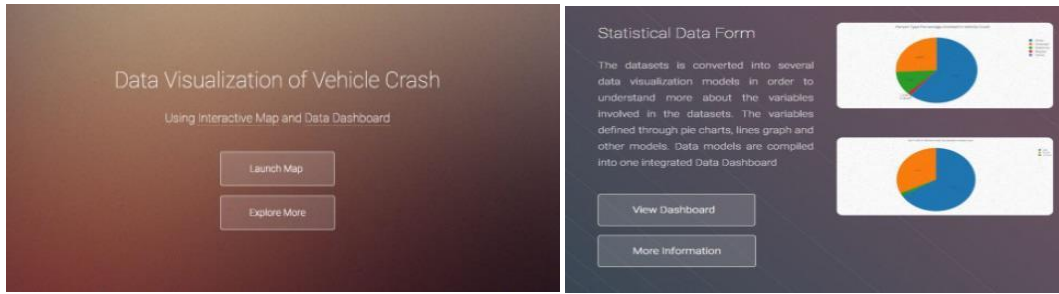 Data Visualization of Vehicle Crash
Using Interactive Map and Data Dashboard
Launch Map
Explore More
Statistical Data Form
The datasets is converted into several
data visualization models in order to
understand more about the variables
involved in the datasets. The variables
defined through pie charts, lines graph and
other models. Data models are compiled
into one integrated Data Dashboard
View Dashboard
More Information